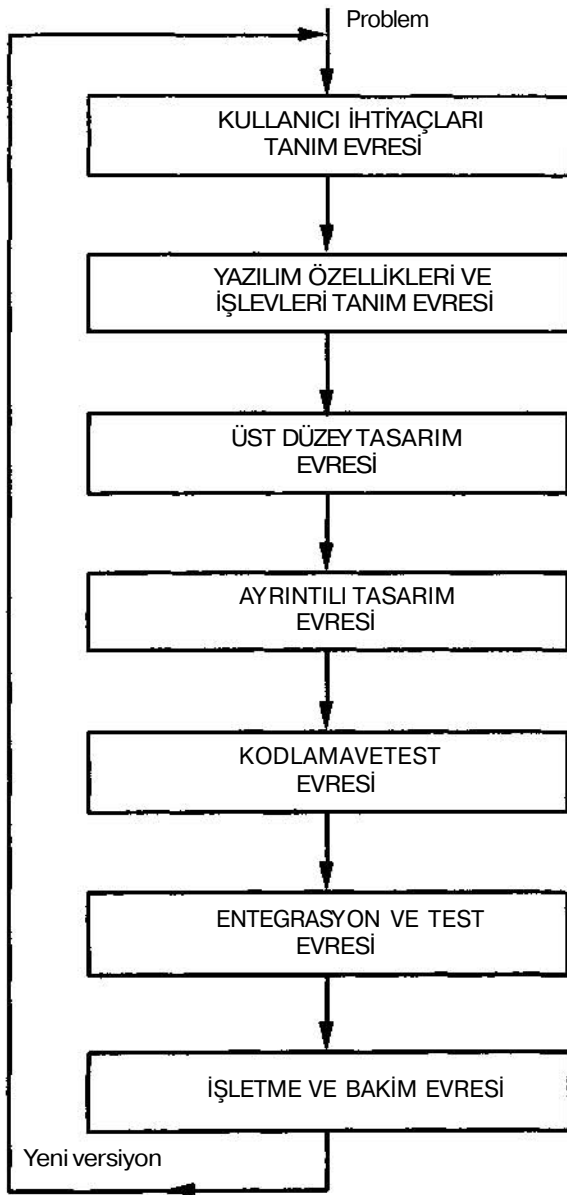 Problem
KULLANICI İHTİYAÇLARI
TANIM EVRESİ
YAZILIM ÖZELLİKLERİ VE
İŞLEVLERİ TANIM EVRESİ
ÜST DÜZEY TASARIM
EVRESİ
AYRINTILI TASARIM
EVRESİ
KODLAMAVETEST
EVRESİ
ENTEGRASYON VE TEST
EVRESİ
İŞLETME VE BAKİM EVRESİ
Yeni versiyon